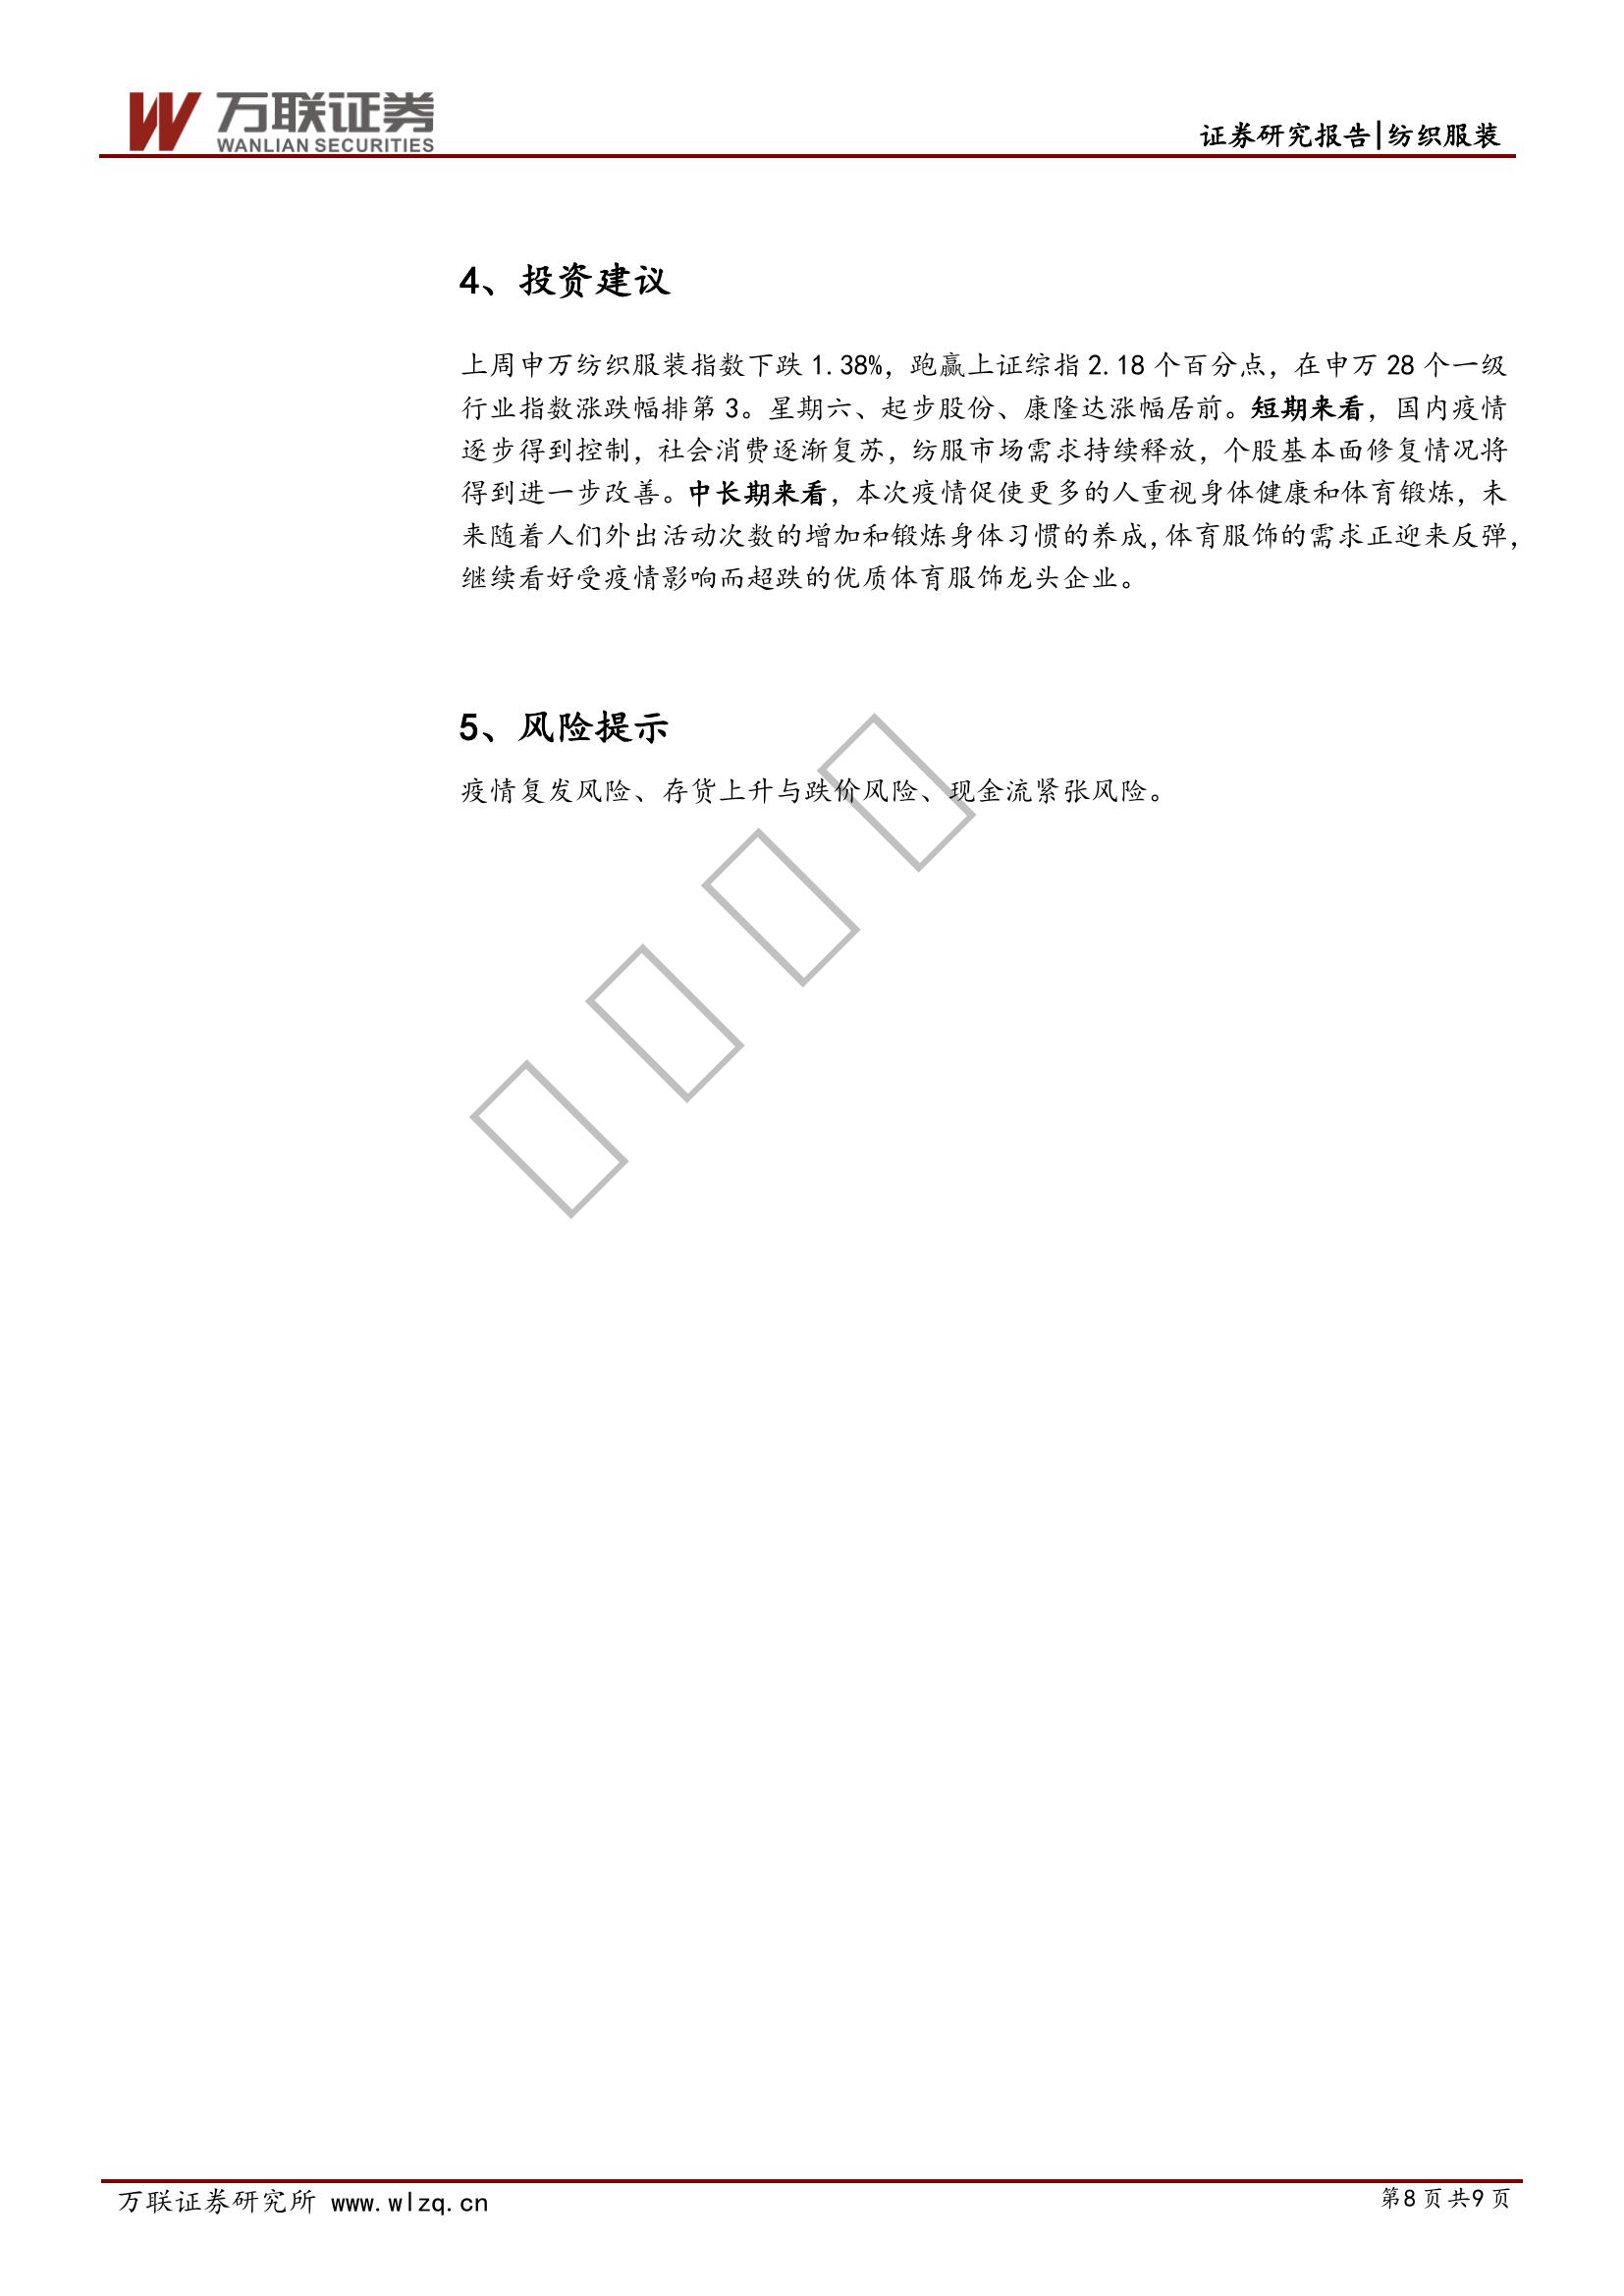 万联证券
WANLIAN SECURITIES
证券研究报告|纺织服装
4、投资建议
上周申万纺织服装指数下跌 1.38%，跑赢上证综指 2.18 个百分点，在申万 28 个一级
行业指数涨跌幅排第 3。星期六、起步股份、康隆达涨幅居前。短期来看，国内疫情
逐步得到控制，社会消费逐渐复苏，纺服市场需求持续释放，个股基本面修复情况将
得到进一步改善。中长期来看，本次疫情促使更多的人重视身体健康和体育锻炼，未
来随着人们外出活动次数的增加和锻炼身体习惯的养成，体育服饰的需求正迎来反弹，
继续看好受疫情影响而超跌的优质体育服饰龙头企业。
5、风险提示
疫情复发风险、存货上升与跌价风险、现金流紧张风险。
万联证券研究所 www.wlzq.cn
第8页共9页